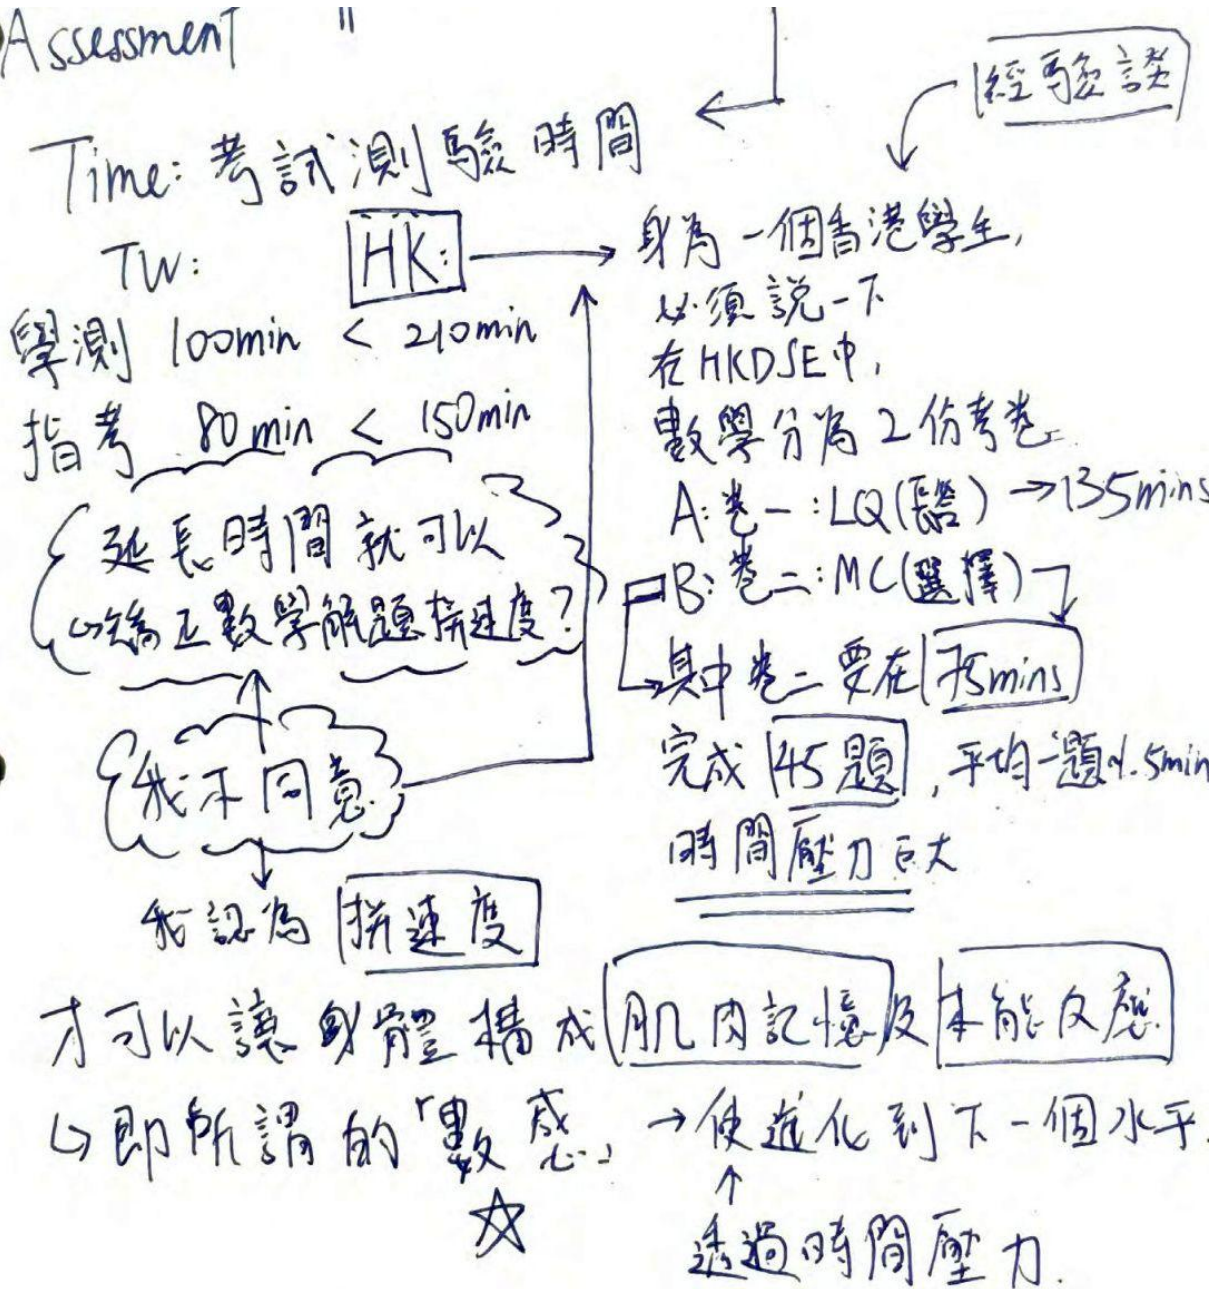 Assessment "
經驗談
Time: 考試測驗時間
TW:
HK:
學測 100min < 210min
指考 80min < 150min
延長時間就可以
↳矯正數學解題拚速度?
我不同意
我認為 拚速度
才可以讓身體構成 肌肉記憶 及 本能反應
↳即所謂的「數感」 → 使進化到下一個水平.
☆
↑
透過時間壓力.
身為一個香港學生,
必須說一下
在HKDSE中,
數學分為2份考卷
A: 卷一: LQ(長答) → 135mins
B: 卷二: MC(選擇)
其中卷二要在 75mins
完成 45題, 平均一題 1.5min
時間壓力巨大